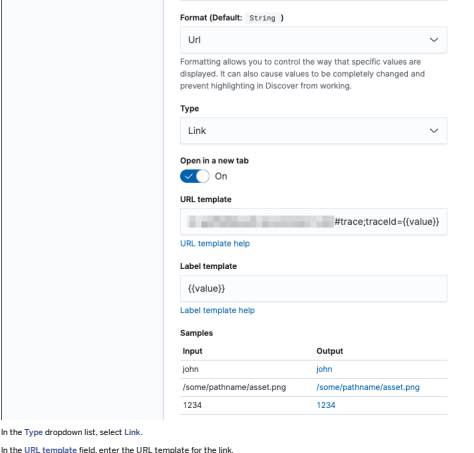 Format (Default: String )
Url
Formatting allows you to control the way that specific values are
displayed. It can also cause values to be completely changed and
prevent highlighting in Discover from working.
Type
Link
Open in a new tab
On
URL template
#trace;traceId={{value}}
URL template help
Label template
{{value}}
Label template help
Samples
Input Output
john john
/some/pathname/asset.png /some/pathname/asset.png
1234 1234
In the Type dropdown list, select Link.
In the URL template field, enter the URL template for the link.